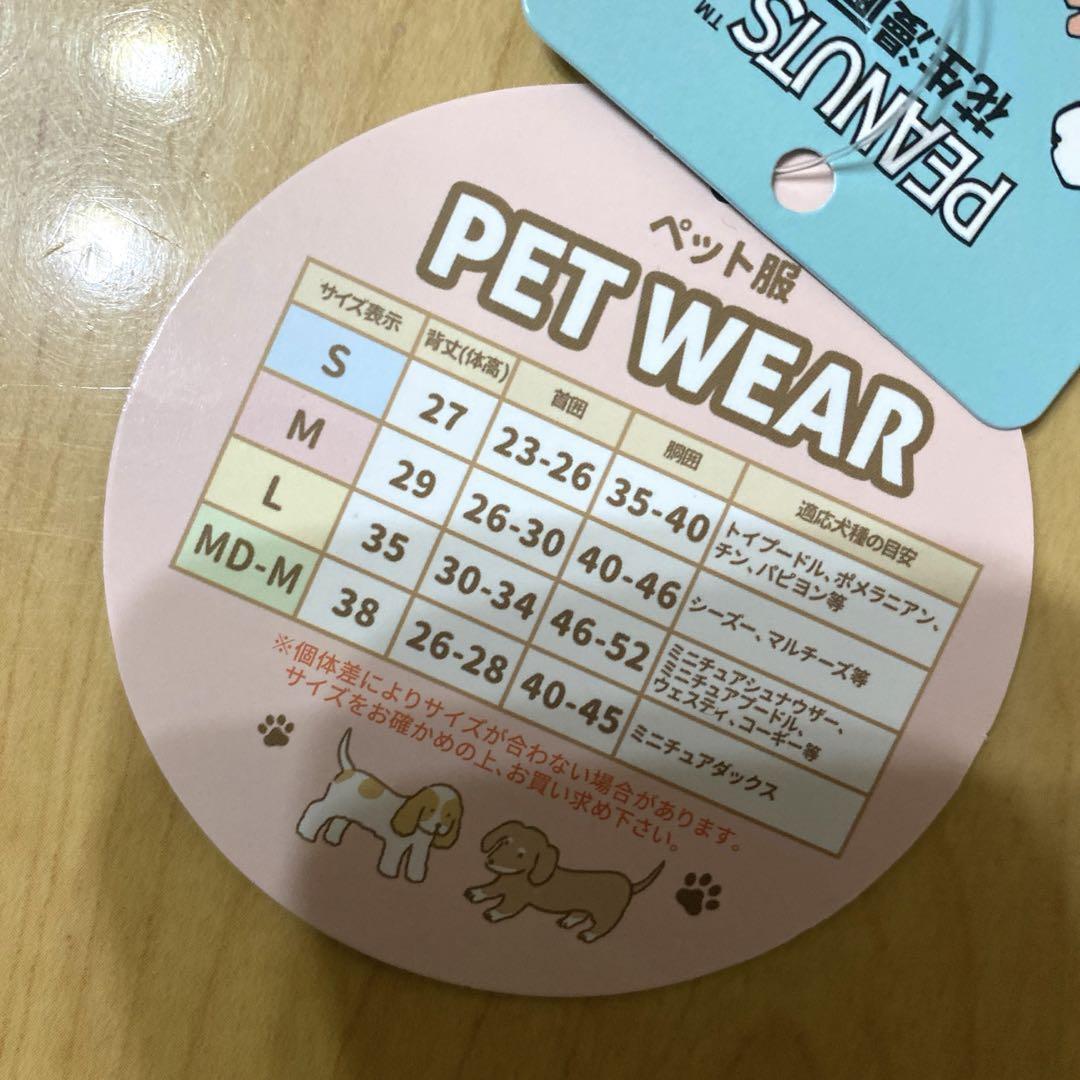 PEANUTS™
花生漫画
ペット服
PET WEAR
サイズ表示 背丈(体高) 首囲 胴囲 適応犬種の目安
S 27 23-26 35-40 トイプードル、ポメラニアン、
チン、パピヨン等
M 29 26-30 40-46 シーズー、マルチーズ等
L 35 30-34 46-52 ミニチュアシュナウザー、
ミニチュアプードル、
ウェスティ、コーギー等
MD-M 38 26-28 40-45 ミニチュアダックス
※個体差によりサイズが合わない場合があります。
サイズをお確かめの上、お買い求め下さい。